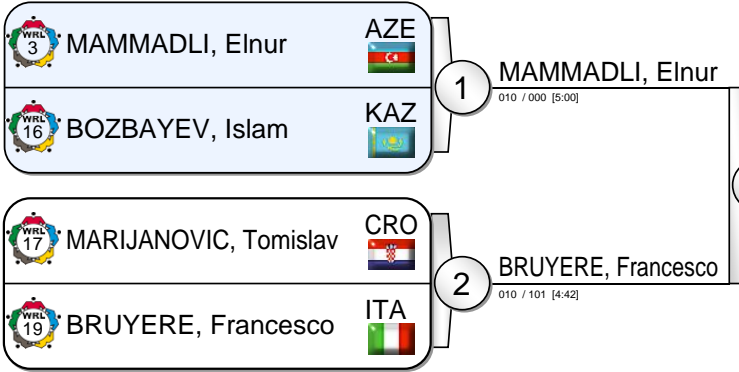 WRL
3
MAMMADLI, Elnur
AZE
WRL
16
BOZBAYEV, Islam
KAZ
1
MAMMADLI, Elnur
010 / 000 [5:00]
WRL
17
MARIJANOVIC, Tomislav
CRO
WRL
19
BRUYERE, Francesco
ITA
2
BRUYERE, Francesco
010 / 101 [4:42]